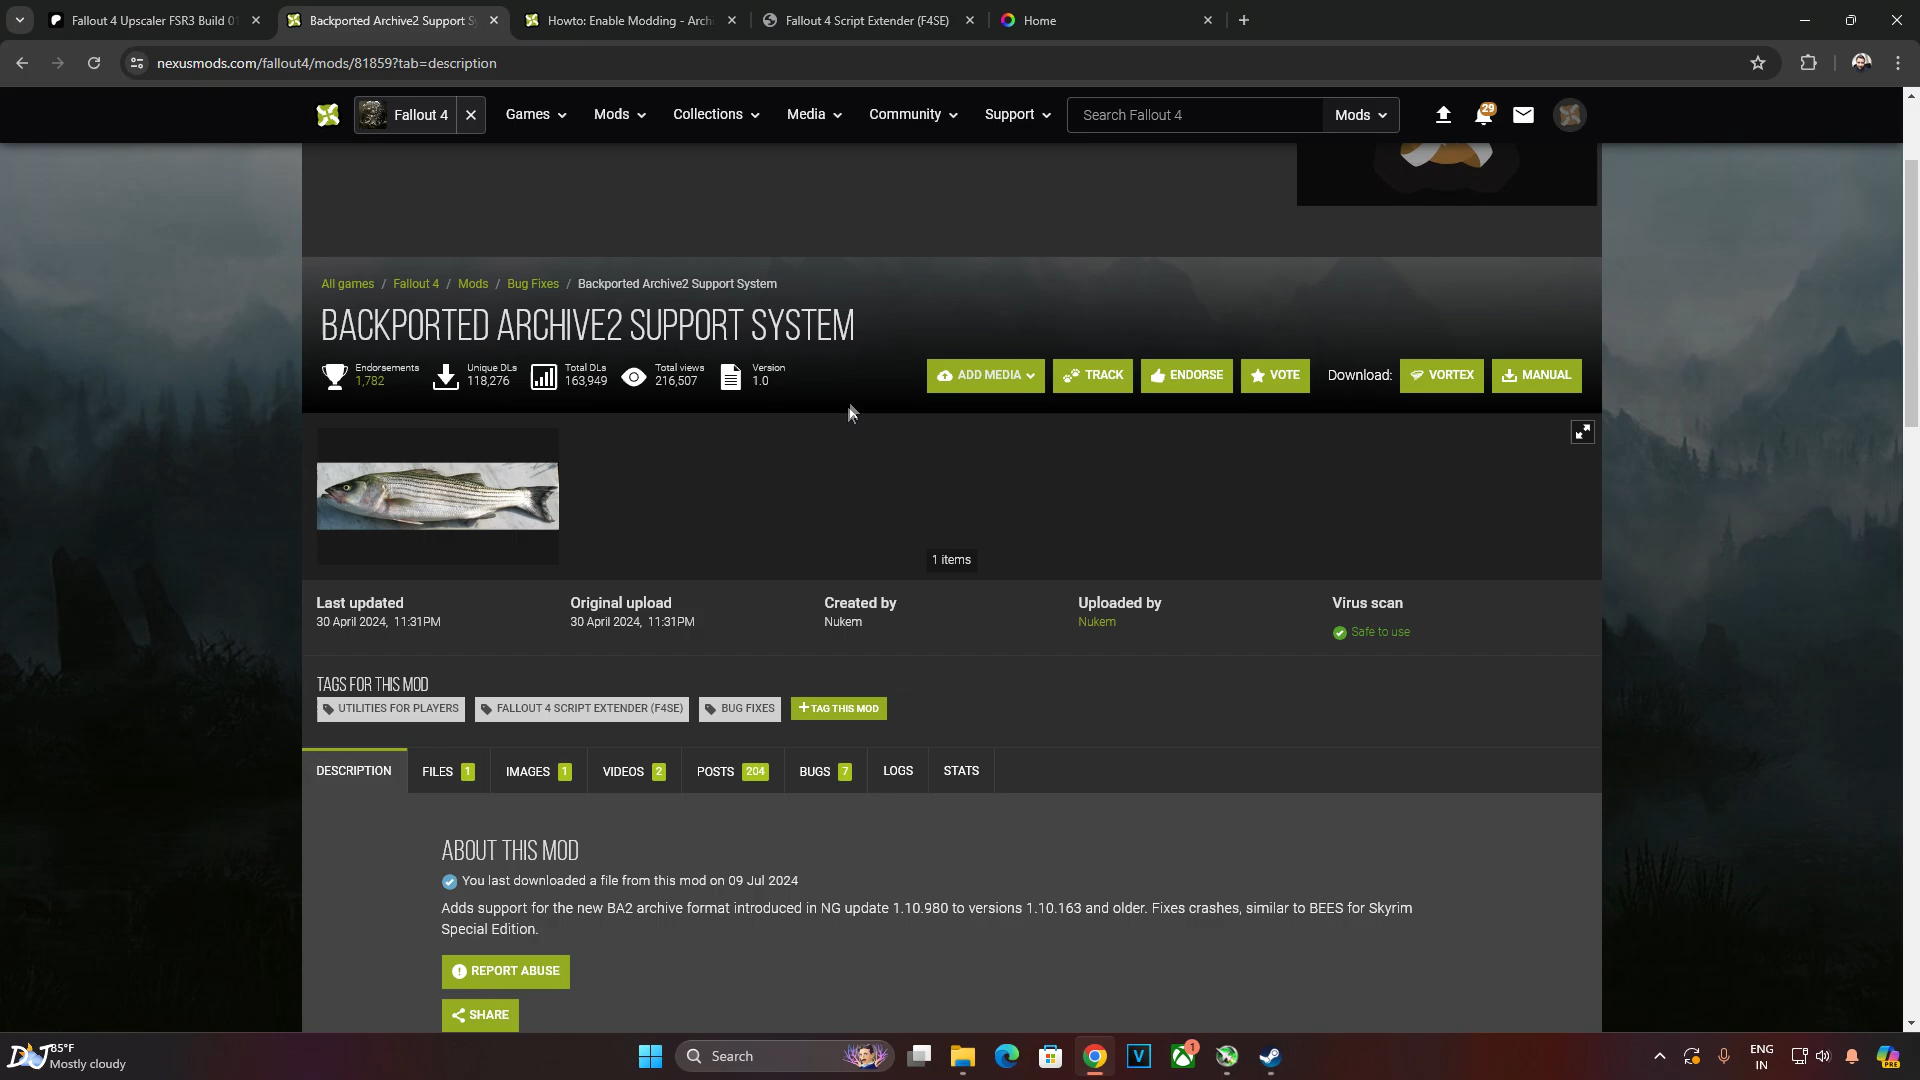 Fallout 4 Upscaler FSR3 Build 01
Backported Archive2 Support S
Howto: Enable Modding - Arch
Fallout 4 Script Extender (F4SE)
Home
nexusmods.com/fallout4/mods/81859?tab=description
Fallout 4
Games
Mods
Collections
Media
Community
Support
Search Fallout 4
Mods
29
All games / Fallout 4 / Mods / Bug Fixes / Backported Archive2 Support System
BACKPORTED ARCHIVE2 SUPPORT SYSTEM
Endorsements
1,782
Unique DLs
118,276
Total DLs
163,949
Total views
216,507
Version
1.0
ADD MEDIA
TRACK
ENDORSE
VOTE
Download:
VORTEX
MANUAL
1 items
Last updated
30 April 2024, 11:31PM
Original upload
30 April 2024, 11:31PM
Created by
Nukem
Uploaded by
Nukem
Virus scan
Safe to use
TAGS FOR THIS MOD
UTILITIES FOR PLAYERS
FALLOUT 4 SCRIPT EXTENDER (F4SE)
BUG FIXES
+ TAG THIS MOD
DESCRIPTION
FILES 1
IMAGES 1
VIDEOS 2
POSTS 204
BUGS 7
LOGS
STATS
ABOUT THIS MOD
You last downloaded a file from this mod on 09 Jul 2024
Adds support for the new BA2 archive format introduced in NG update 1.10.980 to versions 1.10.163 and older. Fixes crashes, similar to BEES for Skyrim
Special Edition.
REPORT ABUSE
SHARE
DJ
85°F
Mostly cloudy
Search
V
1
ENG
IN
PRE